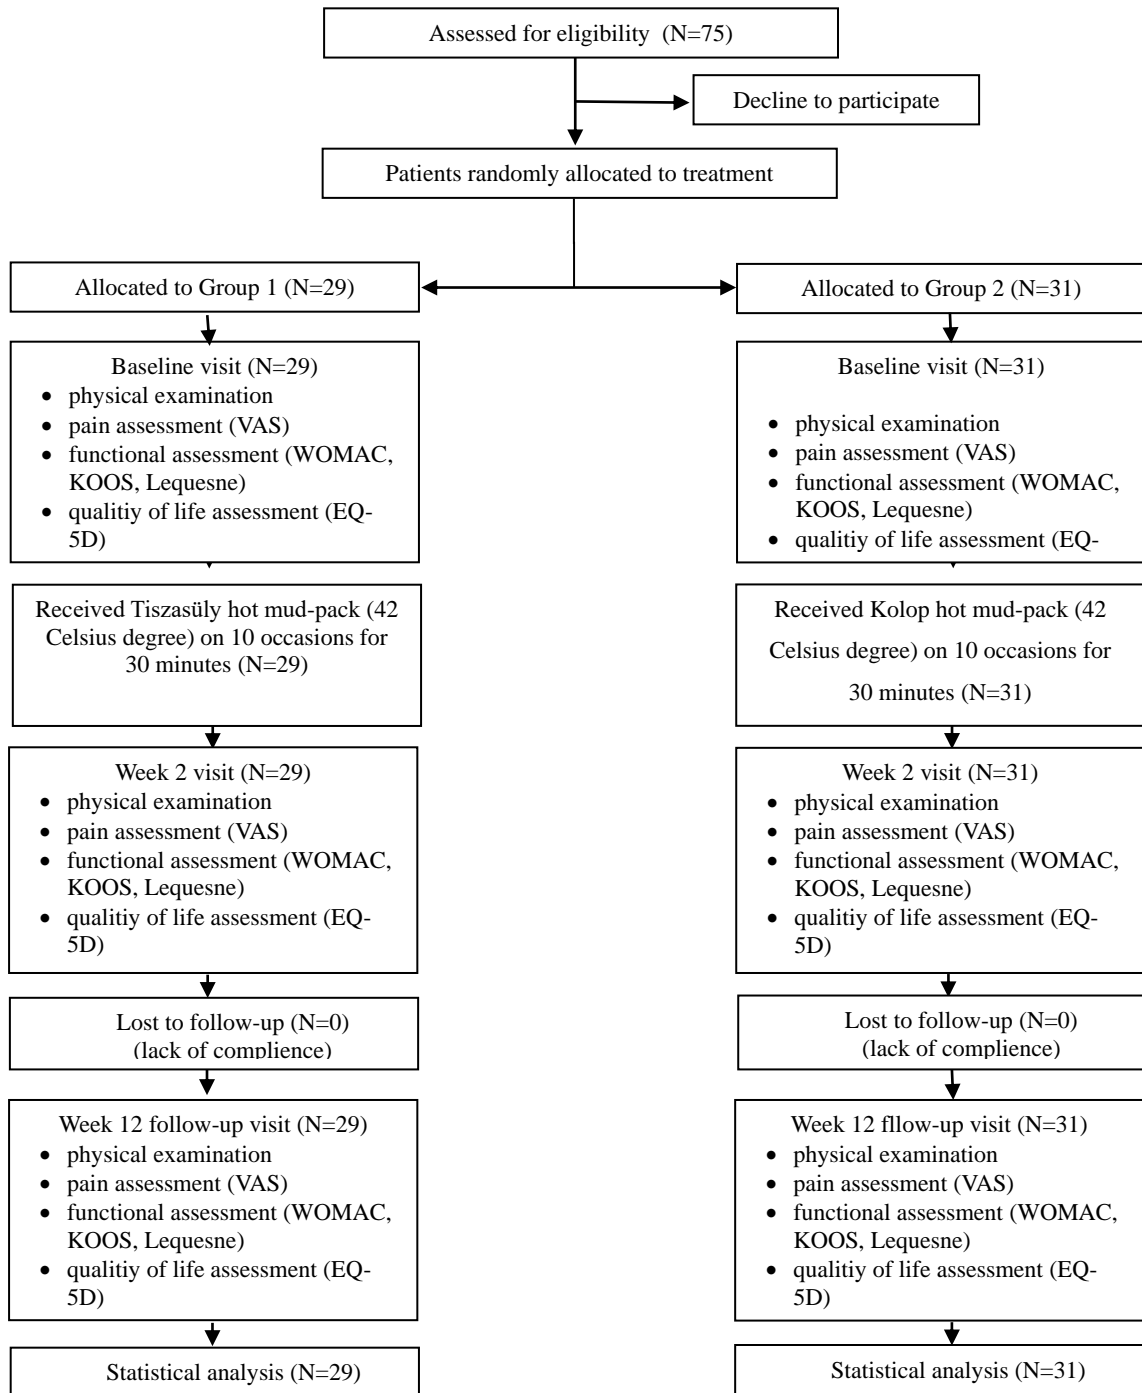 Assessed for eligibility (N=75)
Decline to participate
Patients randomly allocated to treatment
Allocated to Group 1 (N=29)
Baseline visit (N=29)
• physical examination
• pain assessment (VAS)
• functional assessment (WOMAC,
KOOS, Lequesne)
• qualitiy of life assessment (EQ-
5D)
Received Tiszasüly hot mud-pack (42
Celsius degree) on 10 occasions for
30 minutes (N=29)
Week 2 visit (N=29)
• physical examination
• pain assessment (VAS)
• functional assessment (WOMAC,
KOOS, Lequesne)
• qualitiy of life assessment (EQ-
5D)
Lost to follow-up (N=0)
(lack of complience)
Week 12 follow-up visit (N=29)
• physical examination
• pain assessment (VAS)
• functional assessment (WOMAC,
KOOS, Lequesne)
• qualitiy of life assessment (EQ-
5D)
Statistical analysis (N=29)
Allocated to Group 2 (N=31)
Baseline visit (N=31)
• physical examination
• pain assessment (VAS)
• functional assessment (WOMAC,
KOOS, Lequesne)
• qualitiy of life assessment (EQ-
Received Kolop hot mud-pack (42
Celsius degree) on 10 occasions for
30 minutes (N=31)
Week 2 visit (N=31)
• physical examination
• pain assessment (VAS)
• functional assessment (WOMAC,
KOOS, Lequesne)
• qualitiy of life assessment (EQ-
5D)
Lost to follow-up (N=0)
(lack of complience)
Week 12 fllow-up visit (N=31)
• physical examination
• pain assessment (VAS)
• functional assessment (WOMAC,
KOOS, Lequesne)
• qualitiy of life assessment (EQ-
5D)
Statistical analysis (N=31)